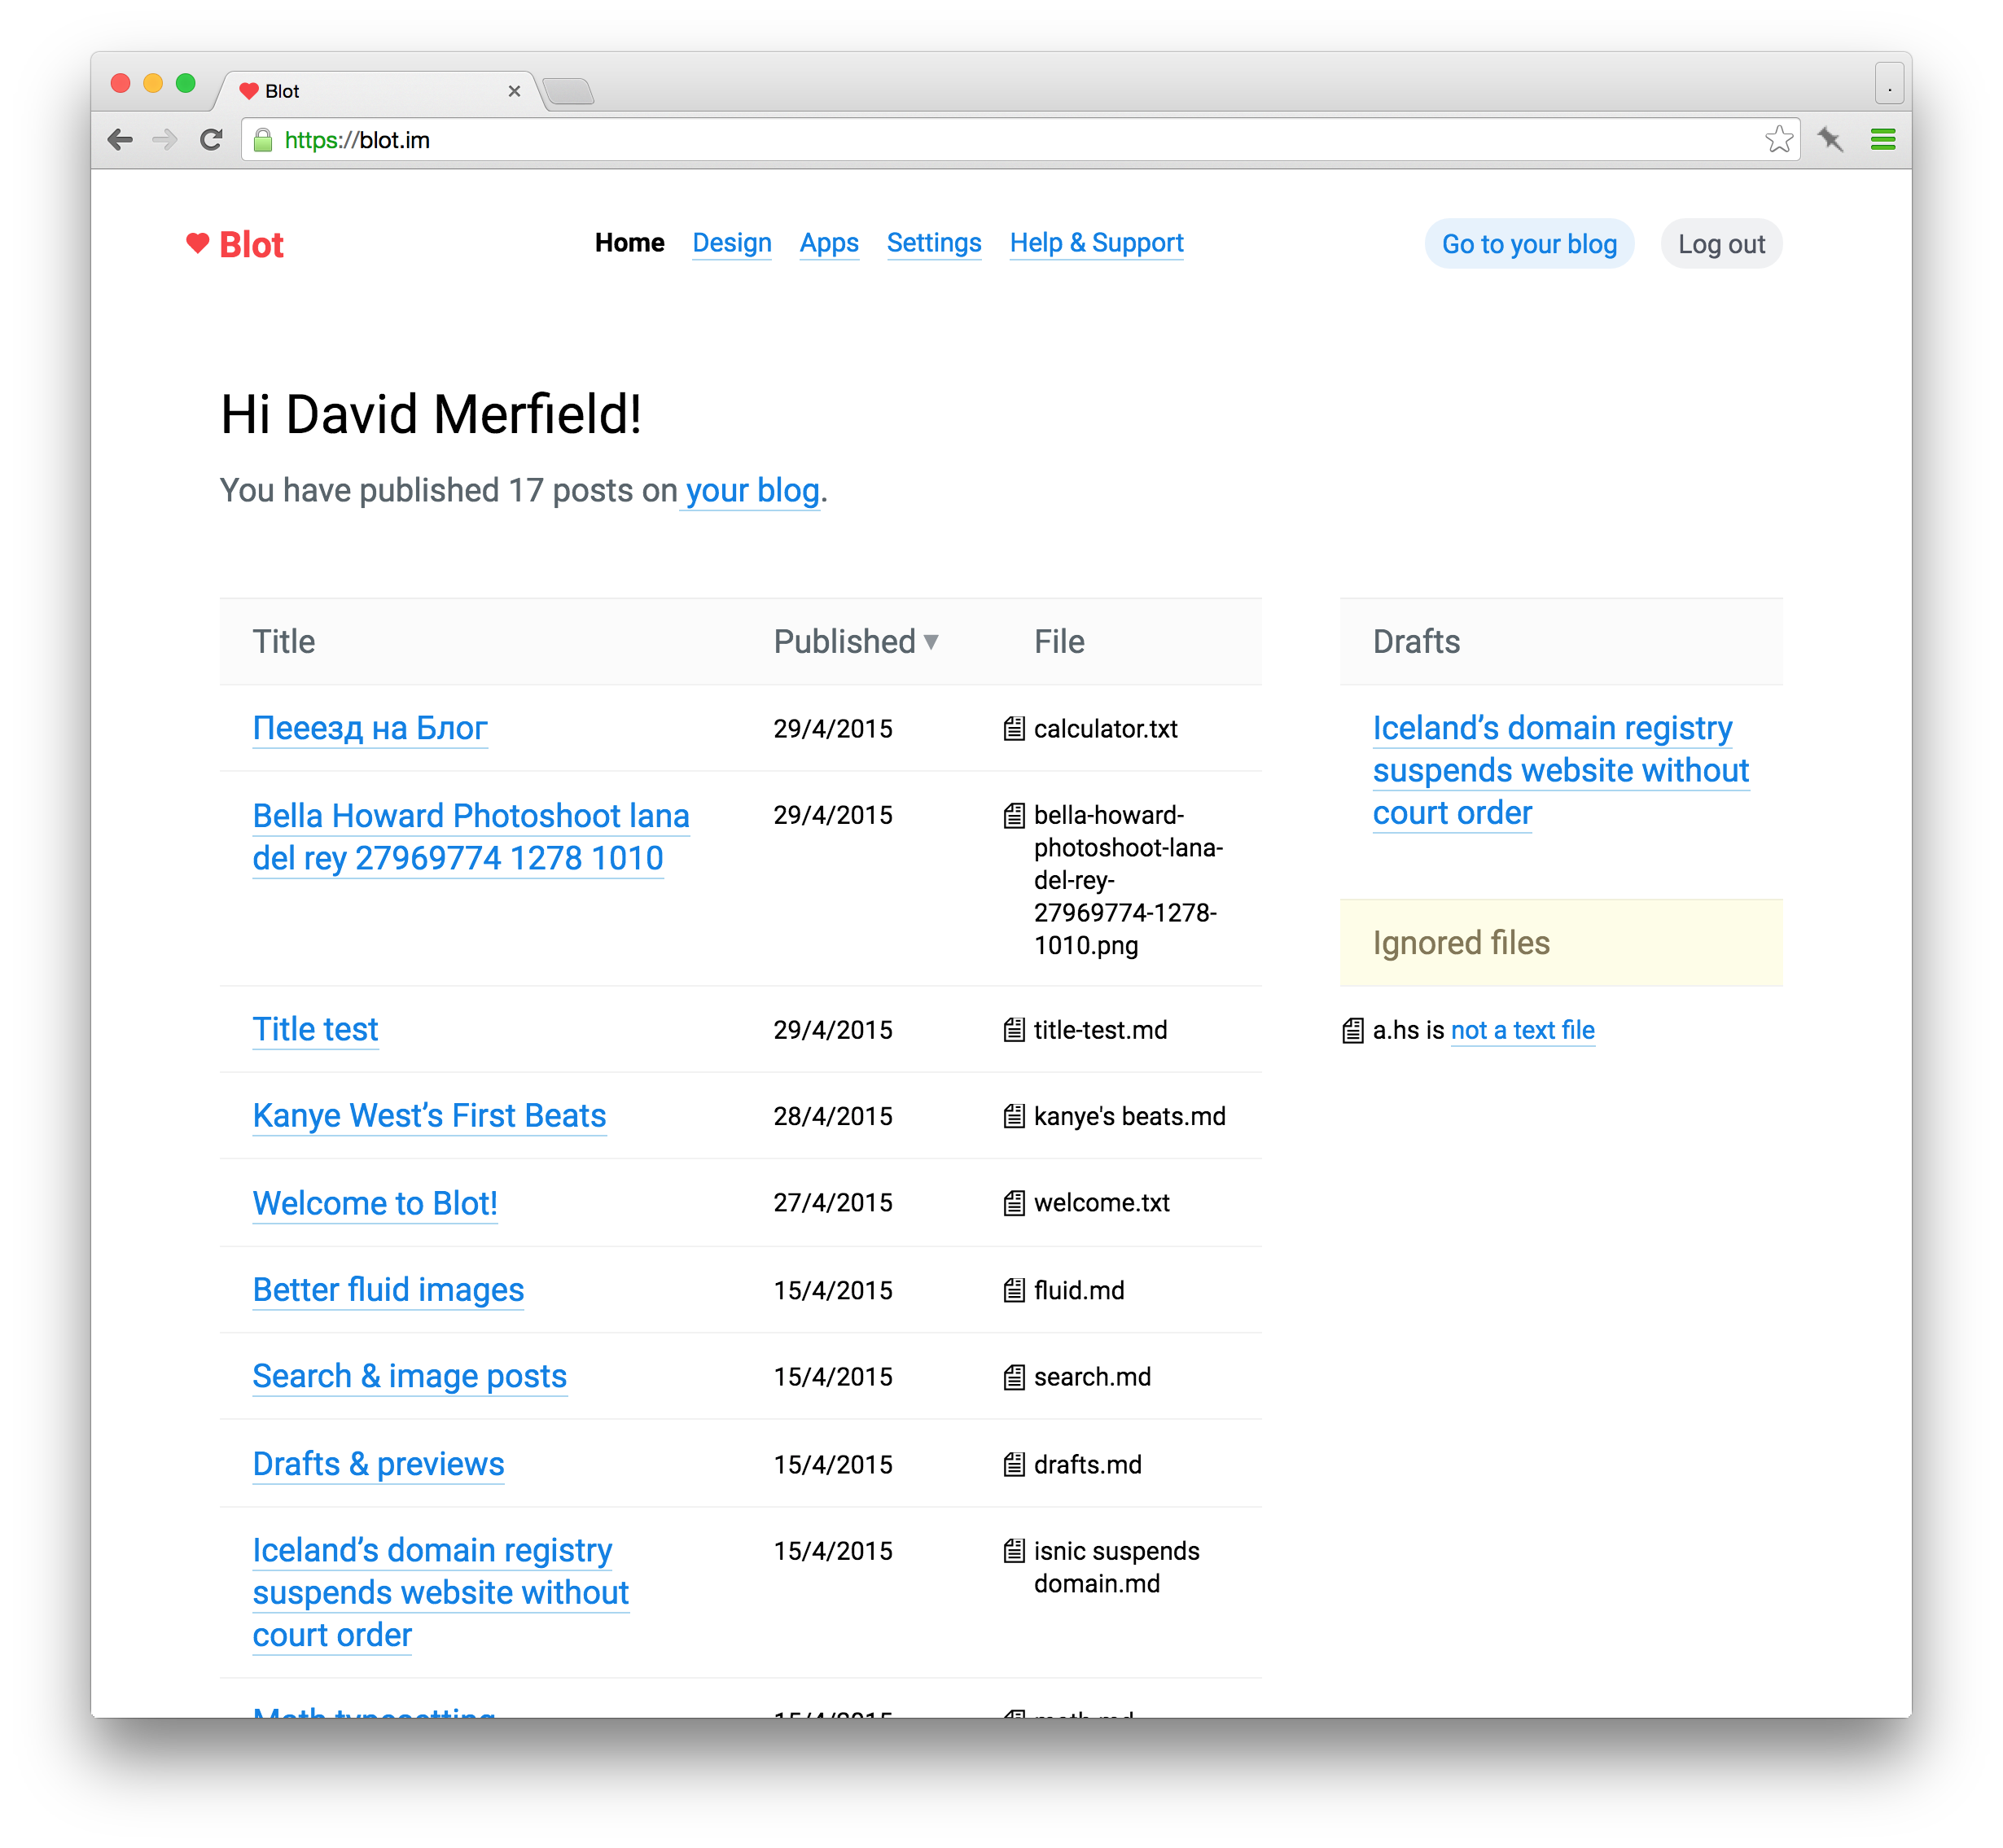 Blot
https://blot.im
Blot
Home Design Apps Settings Help & Support
Go to your blog Log out
Hi David Merfield!
You have published 17 posts on your blog.
Title Published ▼ File
Пееезд на Блог 29/4/2015 calculator.txt
Bella Howard Photoshoot lana 29/4/2015 bella-howard-
del rey 27969774 1278 1010
photoshoot-lana-
del-rey-
27969774-1278-
1010.png
Title test 29/4/2015 title-test.md
Kanye West’s First Beats 28/4/2015 kanye's beats.md
Welcome to Blot! 27/4/2015 welcome.txt
Better fluid images 15/4/2015 fluid.md
Search & image posts 15/4/2015 search.md
Drafts & previews 15/4/2015 drafts.md
Iceland’s domain registry 15/4/2015 isnic suspends
suspends website without domain.md
court order
Math typesetting 15/4/2015 math.md
Drafts
Iceland’s domain registry
suspends website without
court order
Ignored files
a.hs is not a text file